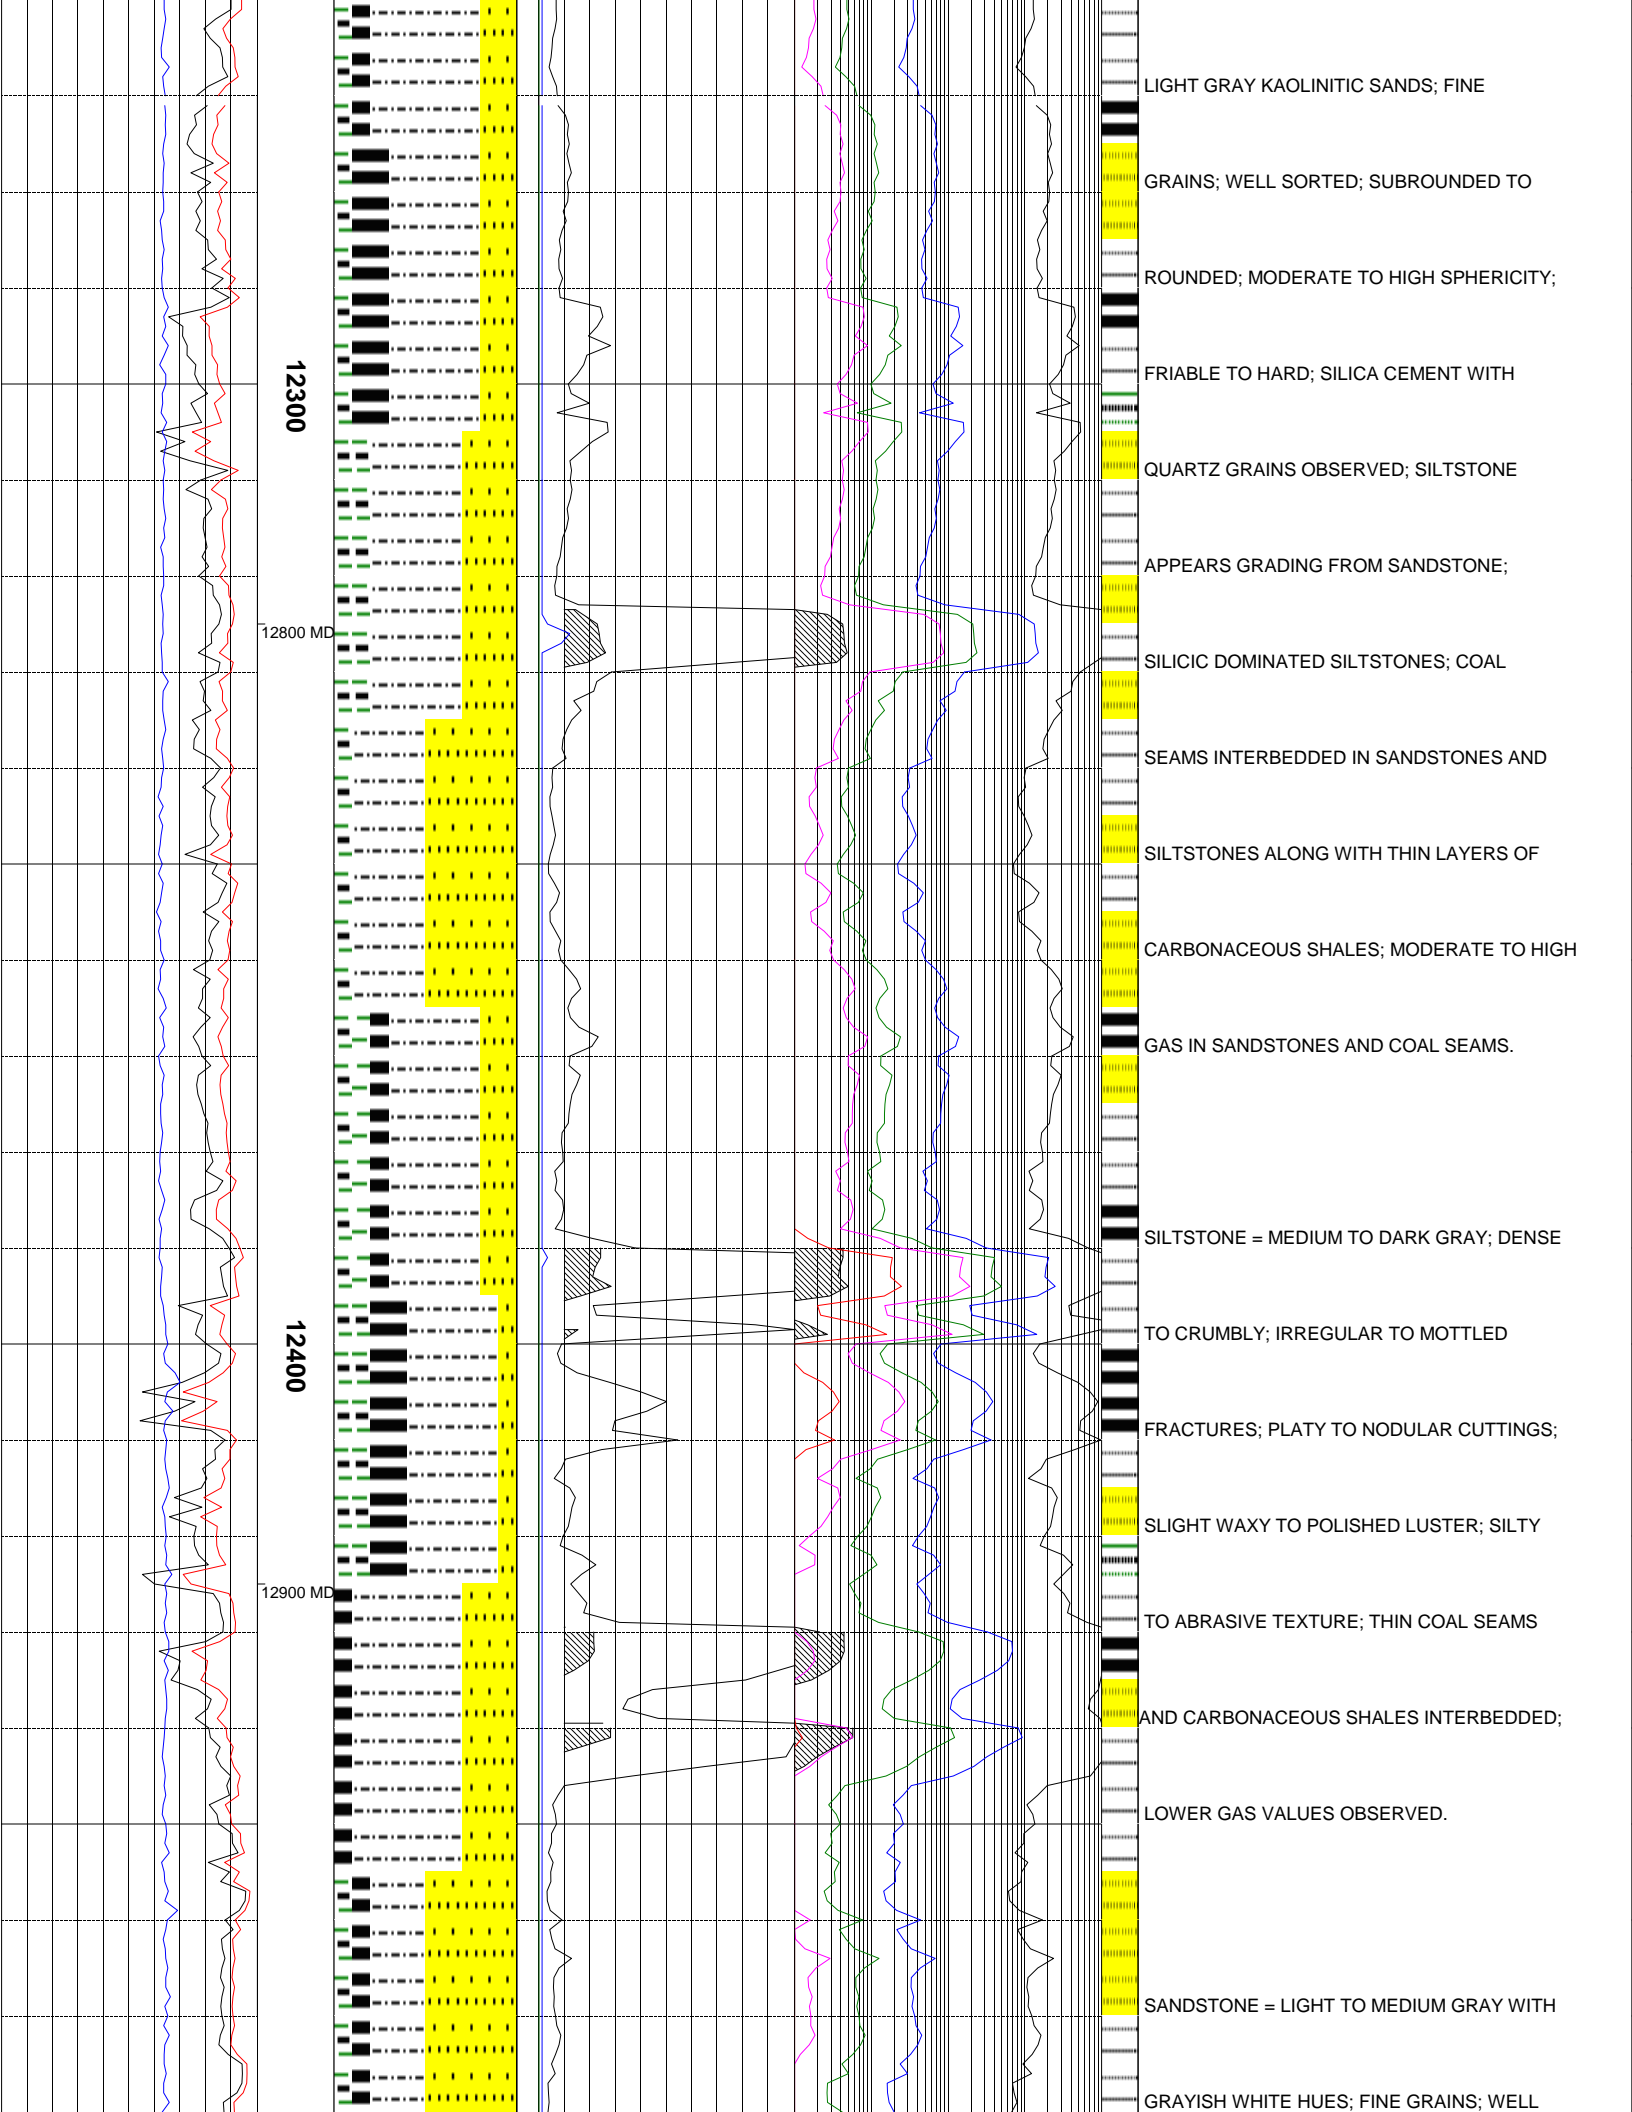 LIGHT GRAY KAOLINITIC SANDS; FINE
GRAINS; WELL SORTED; SUBROUNDED TO
ROUNDED; MODERATE TO HIGH SPHERICITY;
12300
FRIABLE TO HARD; SILICA CEMENT WITH
QUARTZ GRAINS OBSERVED; SILTSTONE
APPEARS GRADING FROM SANDSTONE;
12800 MD
SILICIC DOMINATED SILTSTONES; COAL
SEAMS INTERBEDDED IN SANDSTONES AND
SILTSTONES ALONG WITH THIN LAYERS OF
CARBONACEOUS SHALES; MODERATE TO HIGH
GAS IN SANDSTONES AND COAL SEAMS.
SILTSTONE = MEDIUM TO DARK GRAY; DENSE
TO CRUMBLY; IRREGULAR TO MOTTLED
12400
FRACTURES; PLATY TO NODULAR CUTTINGS;
SLIGHT WAXY TO POLISHED LUSTER; SILTY
12900 MD
TO ABRASIVE TEXTURE; THIN COAL SEAMS
AND CARBONACEOUS SHALES INTERBEDDED;
LOWER GAS VALUES OBSERVED.
SANDSTONE = LIGHT TO MEDIUM GRAY WITH
GRAYISH WHITE HUES; FINE GRAINS; WELL